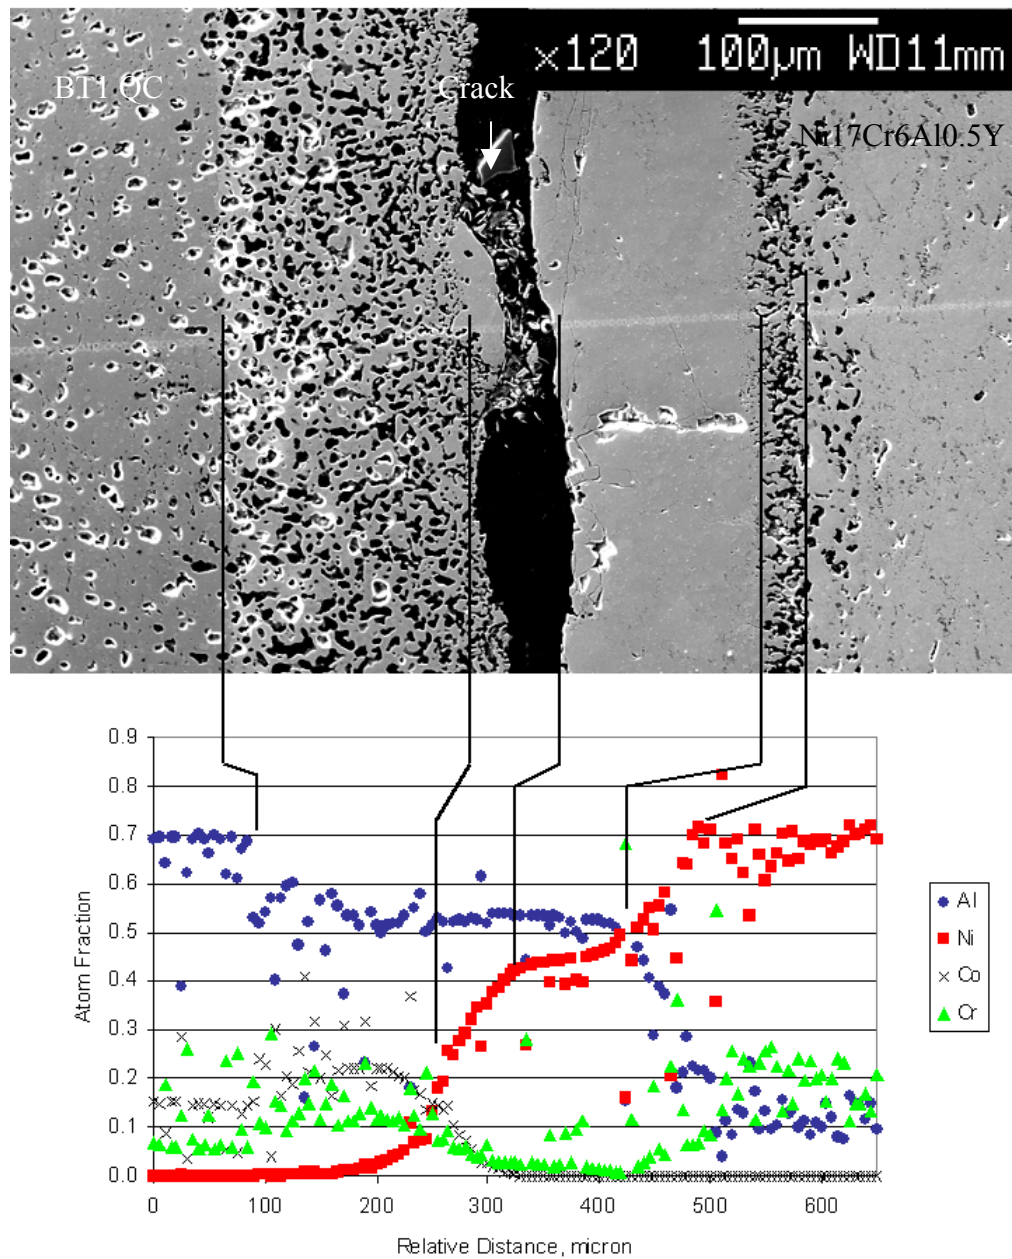 ×120 100μm WD11mm
BT1 QC
Crack
Ni17Cr6Al0.5Y
0.9
0.8
0.7
0.6
0.5
0.4
0.3
0.2
0.1
0.0
Atom Fraction
0 100 200 300 400 500 600
Relative Distance, micron
Al
Ni
Co
Cr